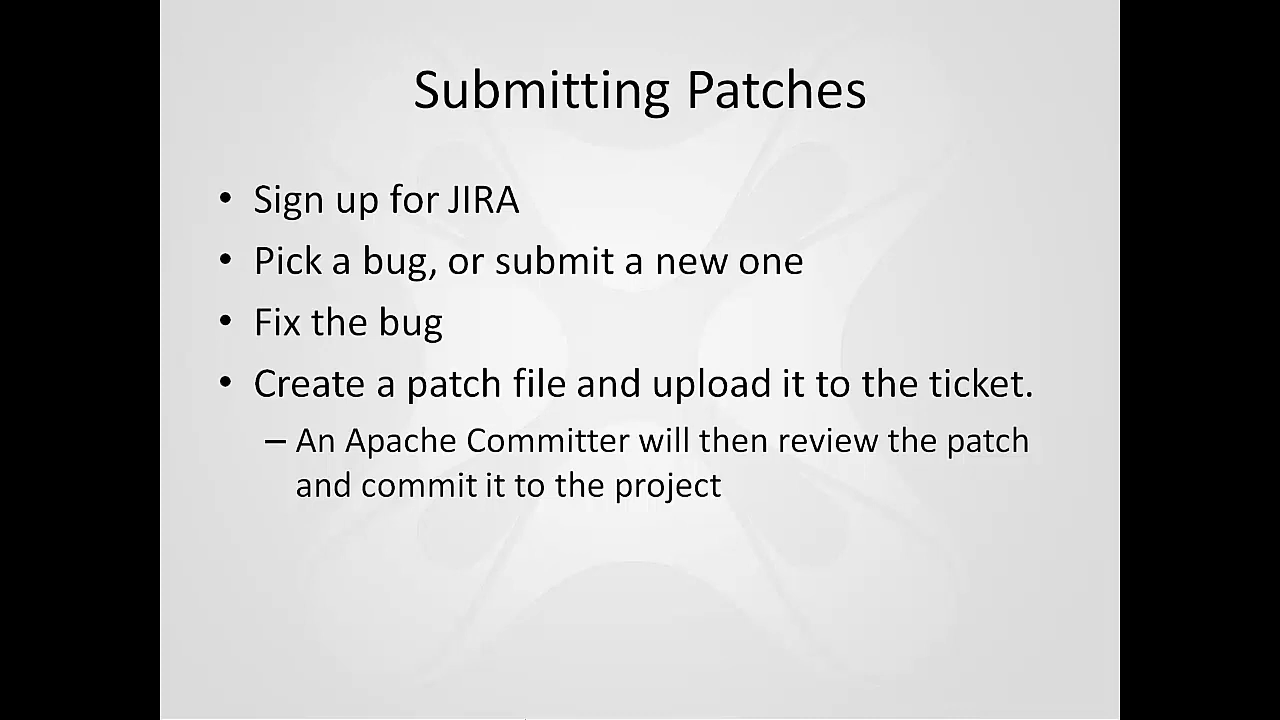 Submitting Patches
• Sign up for JIRA
• Pick a bug, or submit a new one
• Fix the bug
• Create a patch file and upload it to the ticket.
– An Apache Committer will then review the patch
and commit it to the project